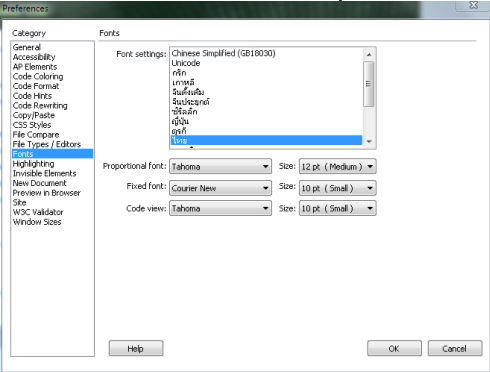 Preferences
Category
General
Accessibility
AP Elements
Code Coloring
Code Format
Code Hints
Code Rewriting
Copy/Paste
CSS Styles
File Compare
File Types / Editors
Fonts
Highlighting
Invisible Elements
New Document
Preview in Browser
Site
W3C Validator
Window Sizes
Fonts
Font settings:
Chinese Simplified (GB18030)
Unicode
กรีก
เกาหลี
จีนดั้งเดิม
จีนประยุกต์
ซีริลลิก
ญี่ปุ่น
ตุรกี
ไทย
Proportional font: Tahoma Size: 12 pt ( Medium )
Fixed font: Courier New Size: 10 pt ( Small )
Code view: Tahoma Size: 10 pt ( Small )
Help OK Cancel